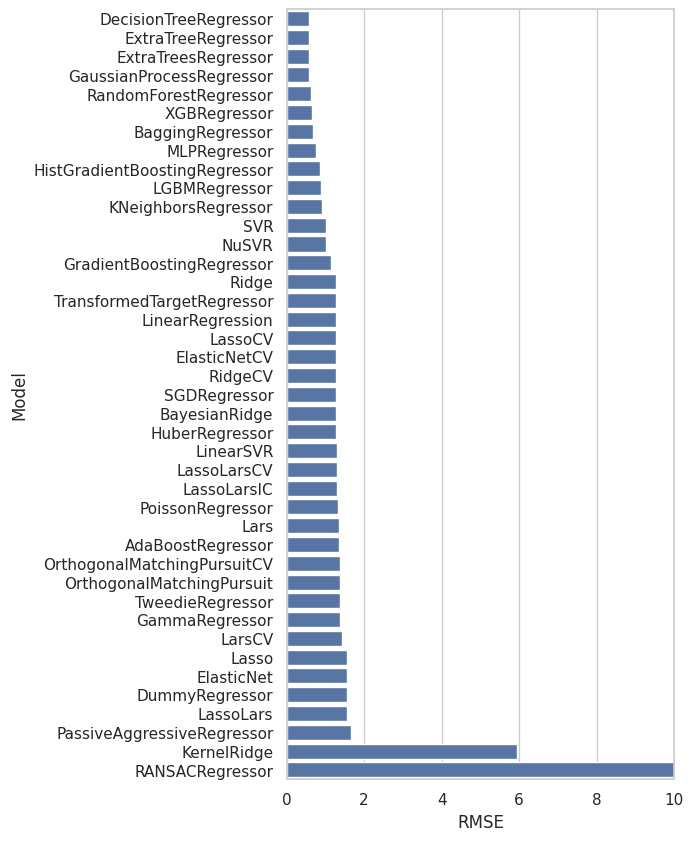 DecisionTreeRegressor
ExtraTreeRegressor
ExtraTreesRegressor
GaussianProcessRegressor
RandomForestRegressor
XGBRegressor
BaggingRegressor
MLPRegressor
HistGradientBoostingRegressor
LGBMRegressor
KNeighborsRegressor
SVR
NuSVR
GradientBoostingRegressor
Ridge
TransformedTargetRegressor
LinearRegression
LassoCV
ElasticNetCV
RidgeCV
SGDRegressor
BayesianRidge
HuberRegressor
LinearSVR
LassoLarsCV
LassoLarsIC
PoissonRegressor
Lars
AdaBoostRegressor
OrthogonalMatchingPursuitCV
OrthogonalMatchingPursuit
TweedieRegressor
GammaRegressor
LarsCV
Lasso
ElasticNet
DummyRegressor
LassoLars
PassiveAggressiveRegressor
KernelRidge
RANSACRegressor
Model
0 2 4 6 8 10
RMSE